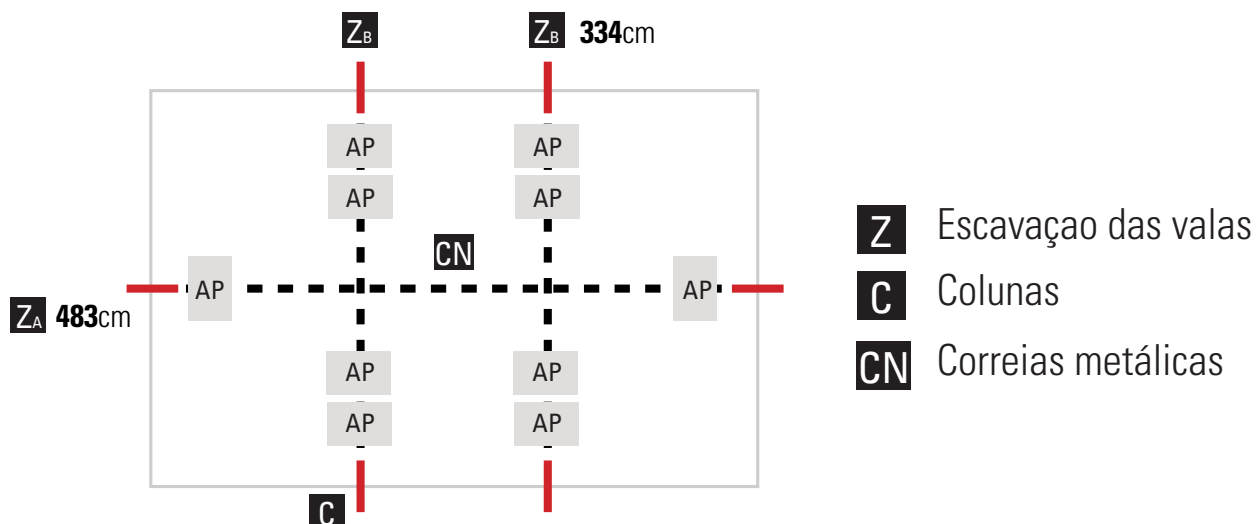 ZB ZB 334cm
AP AP
AP AP
CN
AP AP
ZA 483cm
AP AP
AP AP
C
Z Escavaçao das valas
C Colunas
CN Correias metálicas